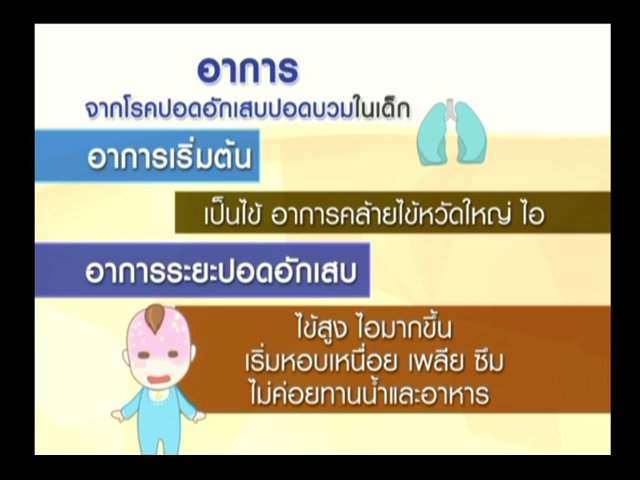 อาการ
จากโรคปอดอักเสบปอดบวมในเด็ก
อาการเริ่มต้น
เป็นไข้ อาการคล้ายไข้หวัดใหญ่ ไอ
อาการระยะปอดอักเสบ
ไข้สูง ไอมากขึ้น
เริ่มหอบเหนื่อย เพลีย ซึม
ไม่ค่อยทานน้ำและอาหาร